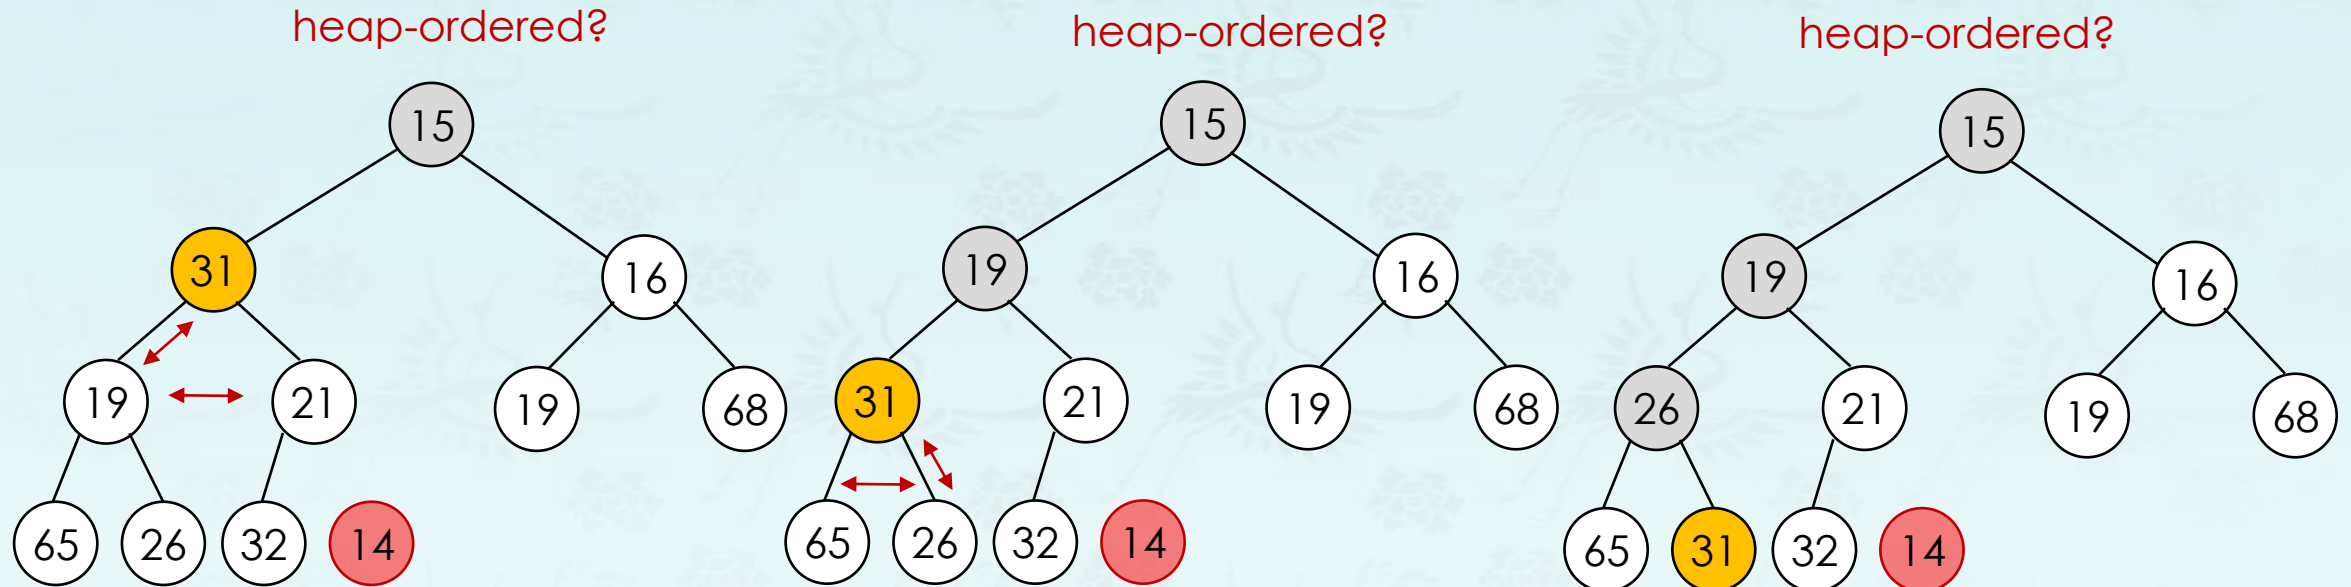 heap-ordered? heap-ordered? heap-ordered?
15 15 15
31 16 19 16 19 16
19 21 19 68 31 21 19 68 26 21 19 68
65 26 32 14 65 26 32 14 65 31 32 14